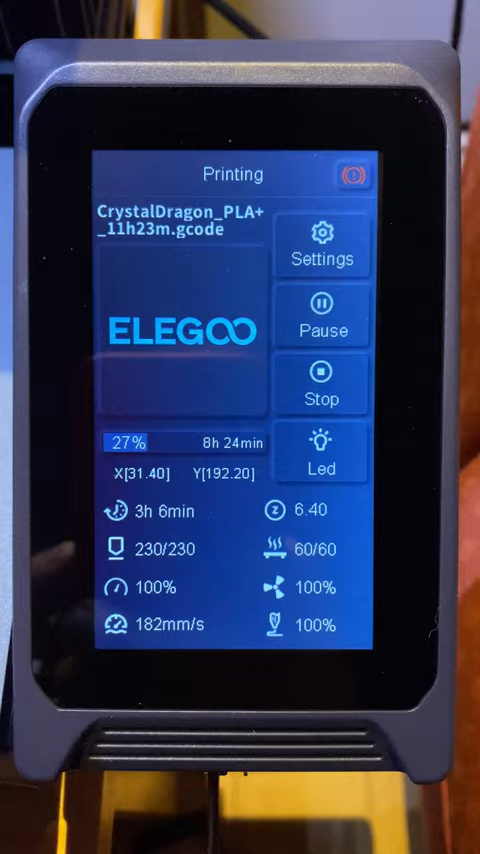 Printing
CrystalDragon_PLA+
_11h23m.gcode
Settings
ELEGOO
Pause
Stop
27% 8h 24min
Led
X[31.40] Y[192.20]
3h 6min
Z 6.40
230/230
60/60
100%
100%
182mm/s
100%